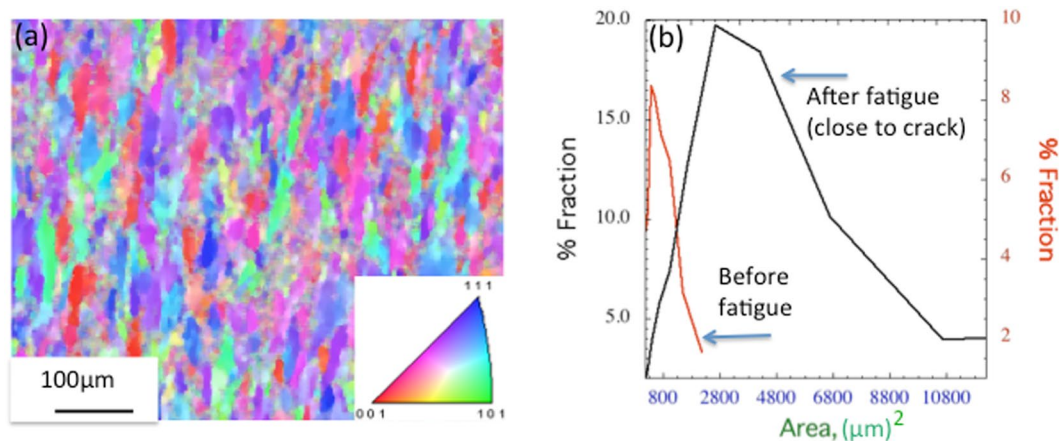 (a)
111
001
101
100μm
(b)
% Fraction
20.0
15.0
10.0
5.0
10
8
6
4
2
% Fraction
After fatigue
(close to crack)
Before
fatigue
800 2800 4800 6800 8800 10800
Area, (μm)2